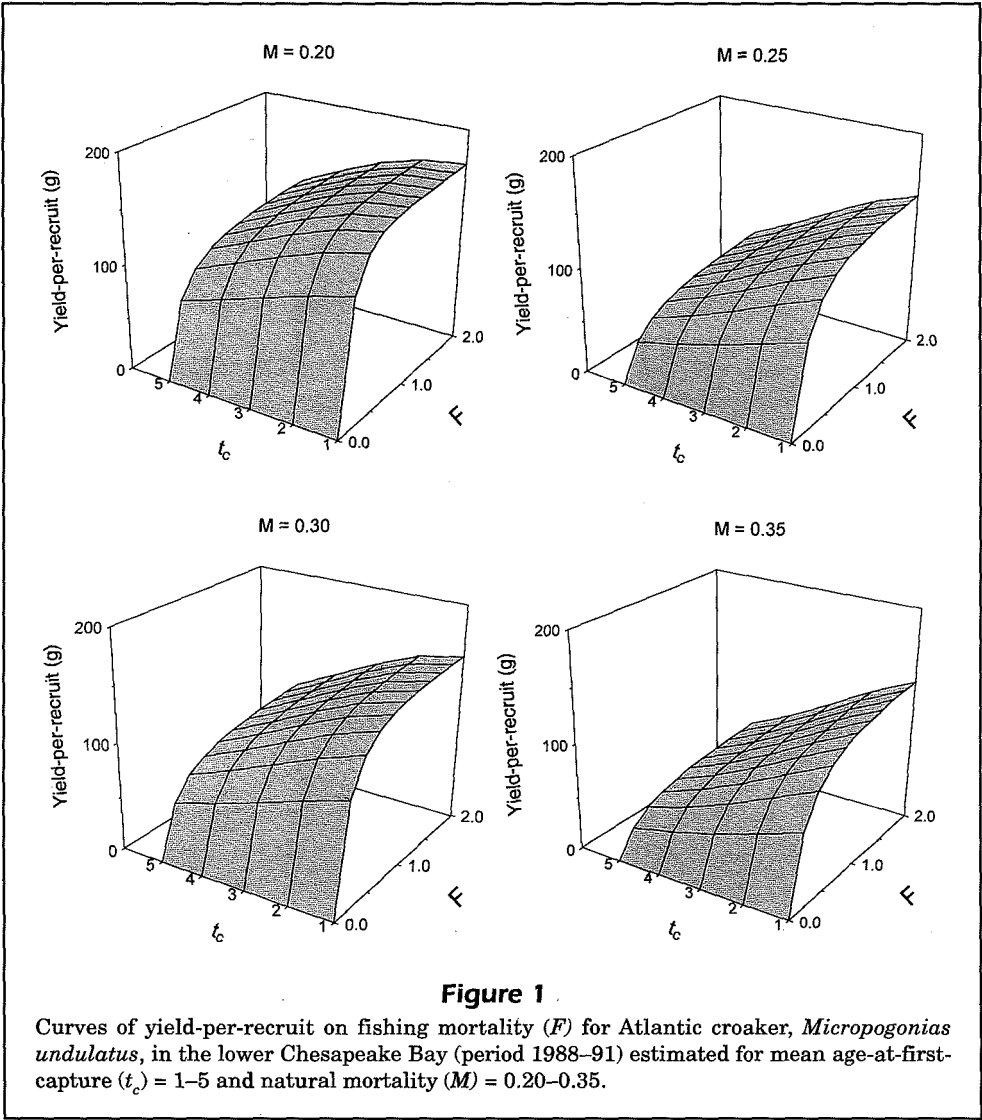 M = 0.20
M = 0.25
200
100
0
Yield-per-recruit (g)
5
4
3
2
1
t_c
0.0
1.0
2.0
F
200
100
0
Yield-per-recruit (g)
5
4
3
2
1
t_c
0.0
1.0
2.0
F
M = 0.30
M = 0.35
200
100
0
Yield-per-recruit (g)
5
4
3
2
1
t_c
0.0
1.0
2.0
F
200
100
0
Yield-per-recruit (g)
5
4
3
2
1
t_c
0.0
1.0
2.0
F
Figure 1
Curves of yield-per-recruit on fishing mortality (F) for Atlantic croaker, Micropogonias
undulatus, in the lower Chesapeake Bay (period 1988–91) estimated for mean age-at-first-
capture (t_c) = 1–5 and natural mortality (M) = 0.20–0.35.